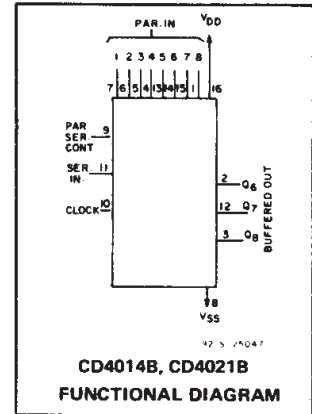 PAR. IN
VDD
1 2 3 4 5 6 7 8
7 6 5 4 13 14 15 1 16
PAR
SER
CONT 9
SER
IN 11
CLOCK 10
2 Q6
12 Q7
3 Q8
BUFFERED OUT
8
VSS
CD4014B, CD4021B
FUNCTIONAL DIAGRAM